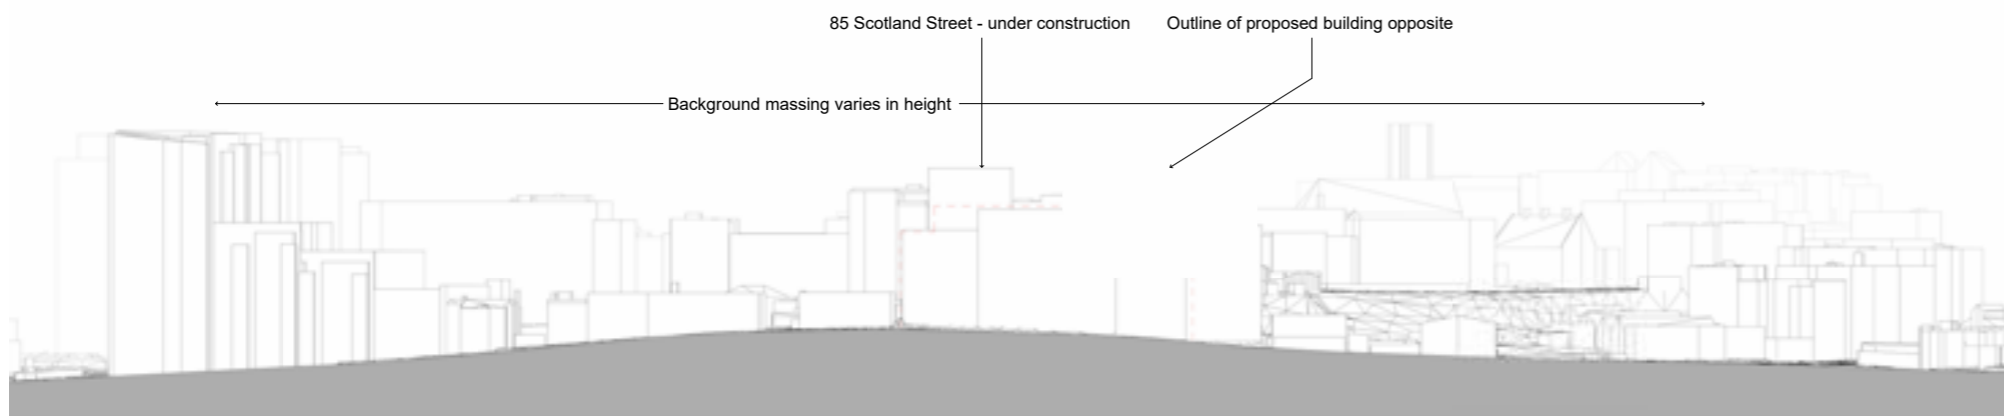 85 Scotland Street - under construction
Outline of proposed building opposite
Background massing varies in height